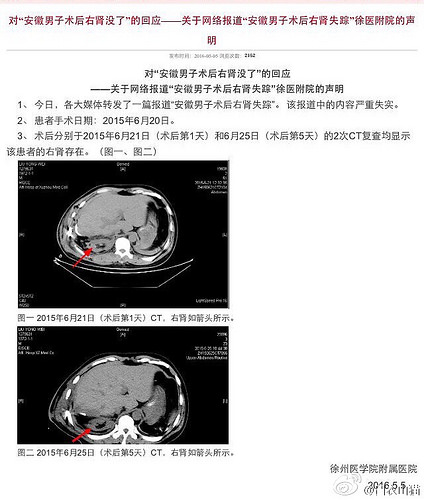 对“安徽男子术后右肾没了”的回应——关于网络报道“安徽男子术后右肾失踪”徐医附院的声
明
对“安徽男子术后右肾没了”的回应
——关于网络报道“安徽男子术后右肾失踪”徐医附院的声明
1、今日，各大媒体转发了一篇报道“安徽男子术后右肾失踪”。该报道中的内容严重失实。
2、患者手术日期：2015年6月20日。
3、术后分别于2015年6月21日（术后第1天）和6月25日（术后第5天）的2次CT复查均显示
该患者的右肾存在。（图一、图二）
图一 2015年6月21日（术后第1天）CT，右肾如箭头所示。
图二 2015年6月25日（术后第5天）CT，右肾如箭头所示。
徐州医学院附属医院
2016.5.5